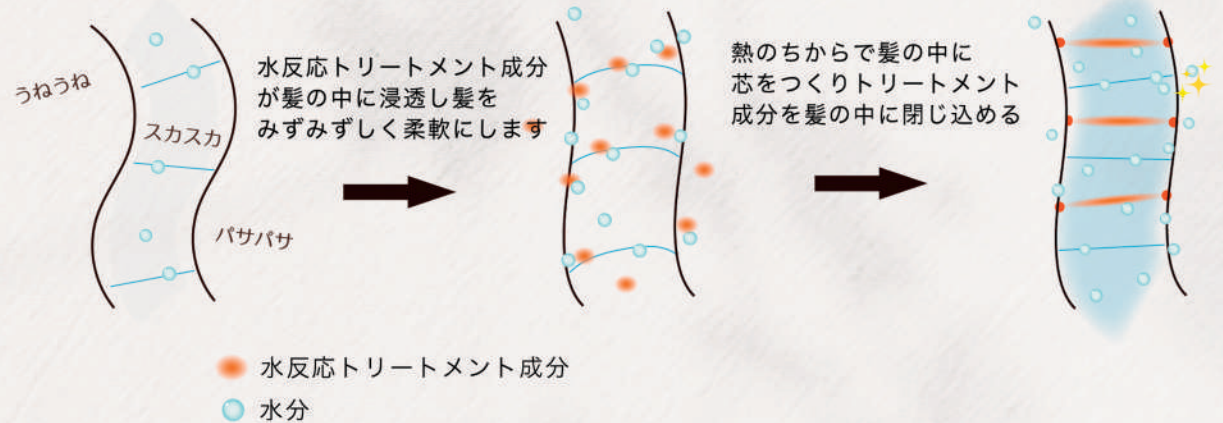 うねうね
スカスカ
パサパサ
水反応トリートメント成分
が髪の中に浸透し髪を
みずみずしく柔軟にします
熱のちからで髪の中に
芯をつくりトリートメント
成分を髪の中に閉じ込める
水反応トリートメント成分
水分